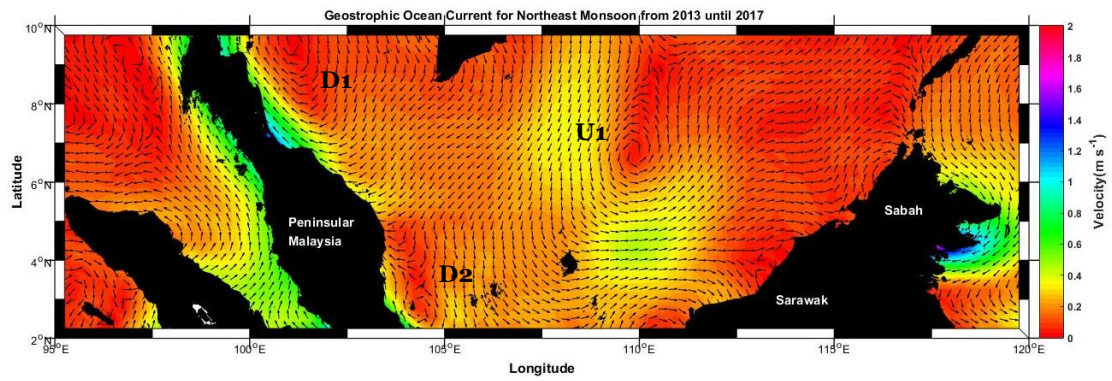 Geostrophic Ocean Current for Northeast Monsoon from 2013 until 2017
10°N
8°N
6°N
4°N
2°N
Latitude
D1
U1
D2
Peninsular
Malaysia
Sabah
Sarawak
95°E
100°E
105°E
110°E
115°E
120°E
Longitude
2
1.8
1.6
1.4
1.2
1
0.8
0.6
0.4
0.2
0
Velocity(m s⁻¹)